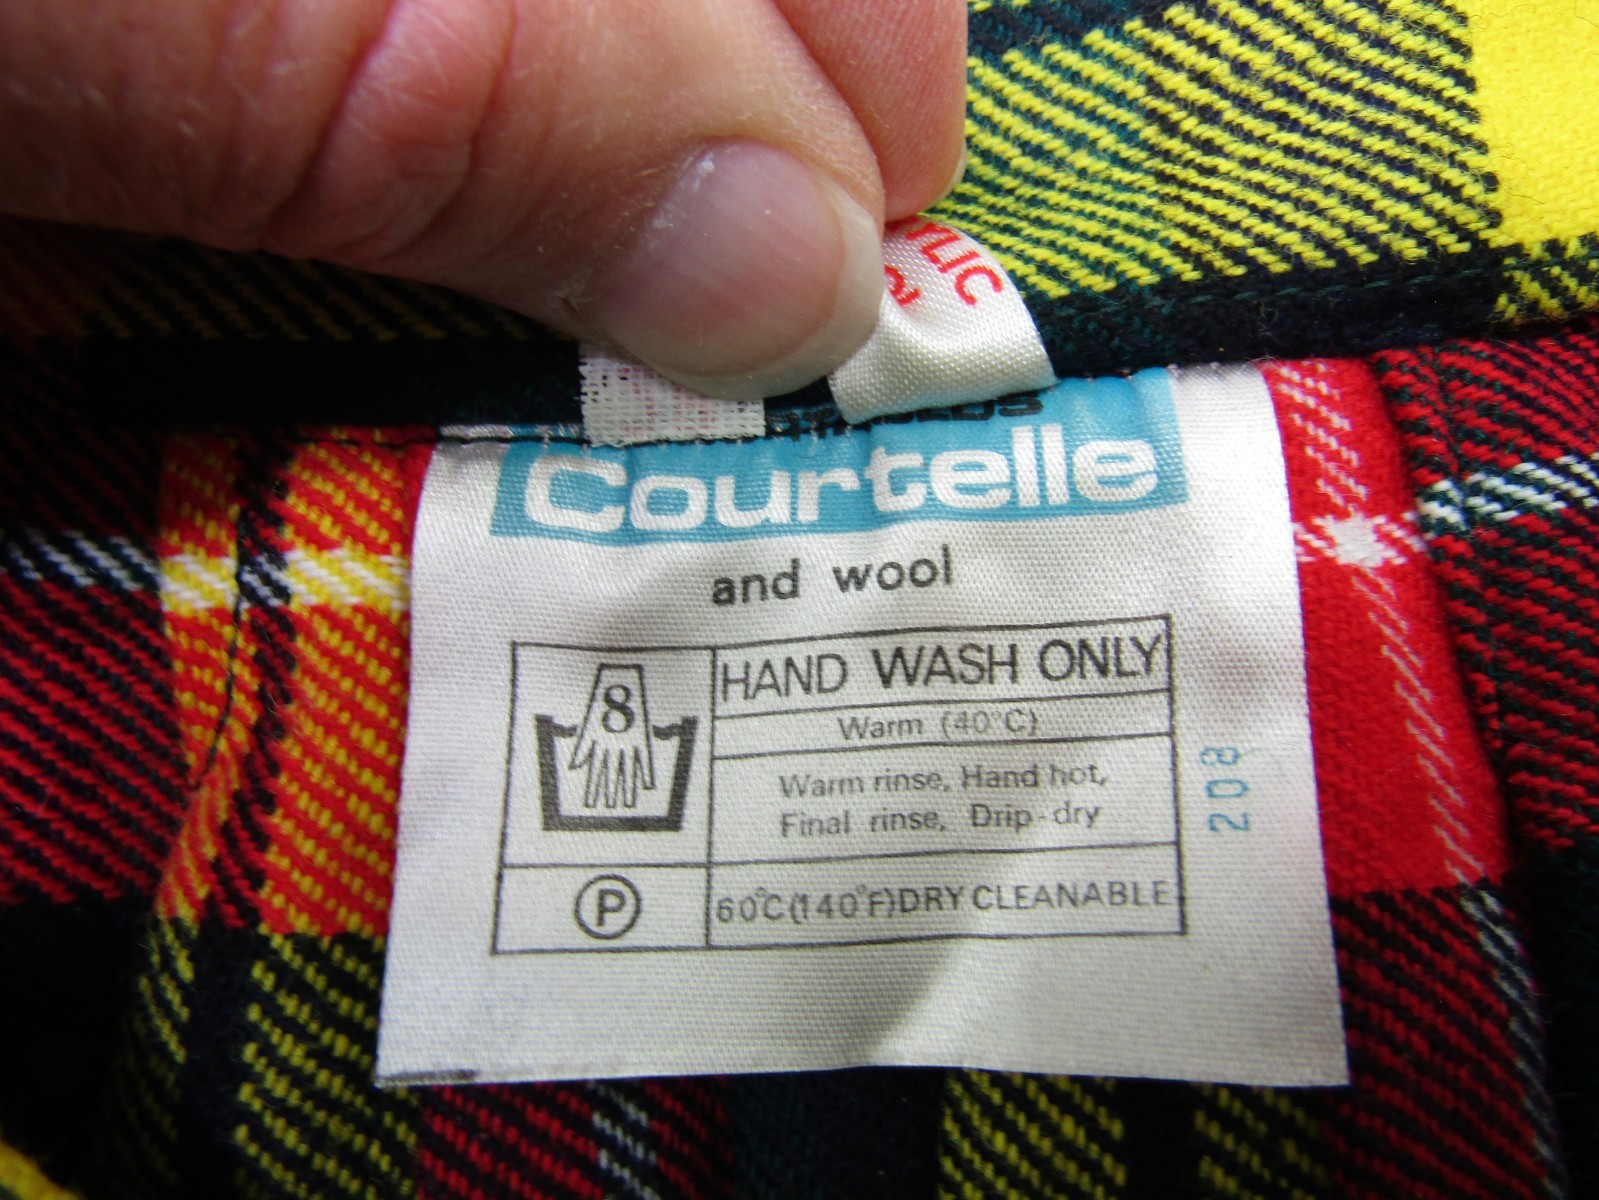 Courtelle
and wool
8
HAND WASH ONLY
Warm (40°C)
Warm rinse, Hand hot,
Final rinse, Drip-dry
P
60°C(140°F)DRY CLEANABLE
208